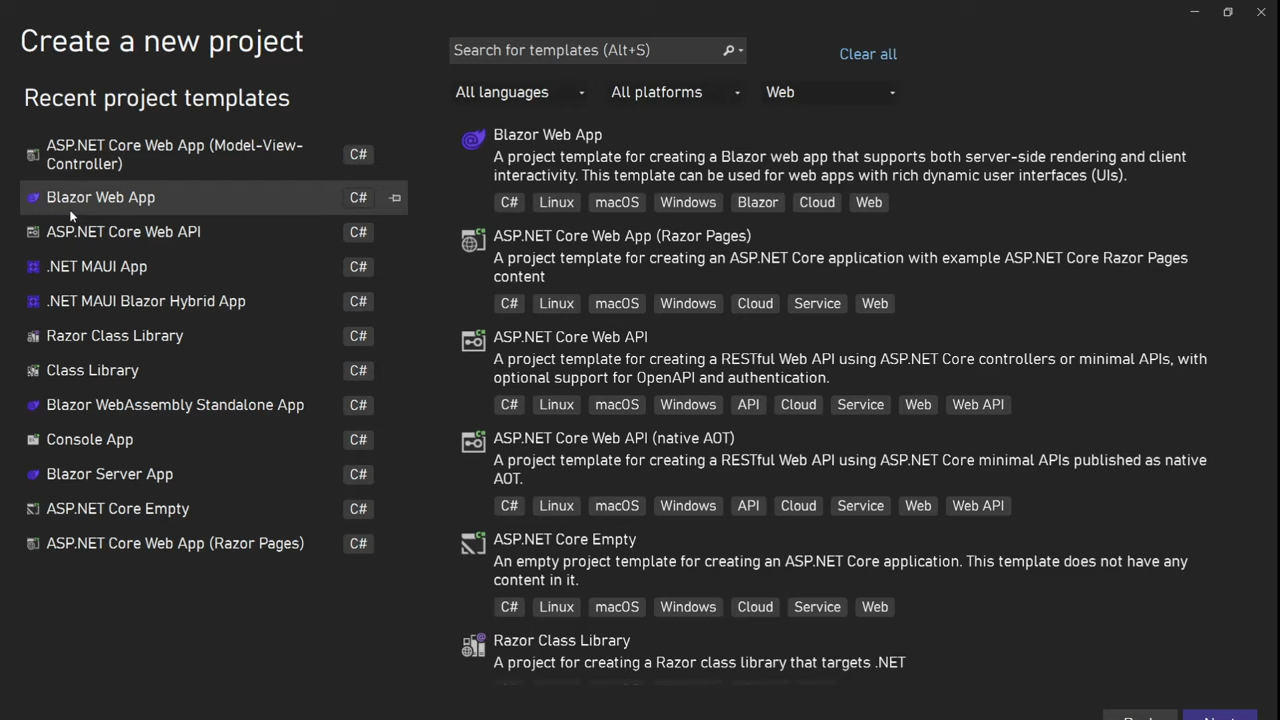 Create a new project
Recent project templates
ASP.NET Core Web App (Model-View-
Controller)
C#
Blazor Web App
C#
ASP.NET Core Web API
C#
.NET MAUI App
C#
.NET MAUI Blazor Hybrid App
C#
Razor Class Library
C#
Class Library
C#
Blazor WebAssembly Standalone App
C#
Console App
C#
Blazor Server App
C#
ASP.NET Core Empty
C#
ASP.NET Core Web App (Razor Pages)
C#
Search for templates (Alt+S)
Clear all
All languages
All platforms
Web
Blazor Web App
A project template for creating a Blazor web app that supports both server-side rendering and client
interactivity. This template can be used for web apps with rich dynamic user interfaces (UIs).
C# Linux macOS Windows Blazor Cloud Web
ASP.NET Core Web App (Razor Pages)
A project template for creating an ASP.NET Core application with example ASP.NET Core Razor Pages
content
C# Linux macOS Windows Cloud Service Web
ASP.NET Core Web API
A project template for creating a RESTful Web API using ASP.NET Core controllers or minimal APIs, with
optional support for OpenAPI and authentication.
C# Linux macOS Windows API Cloud Service Web Web API
ASP.NET Core Web API (native AOT)
A project template for creating a RESTful Web API using ASP.NET Core minimal APIs published as native
AOT.
C# Linux macOS Windows API Cloud Service Web Web API
ASP.NET Core Empty
An empty project template for creating an ASP.NET Core application. This template does not have any
content in it.
C# Linux macOS Windows Cloud Service Web
Razor Class Library
A project for creating a Razor class library that targets .NET